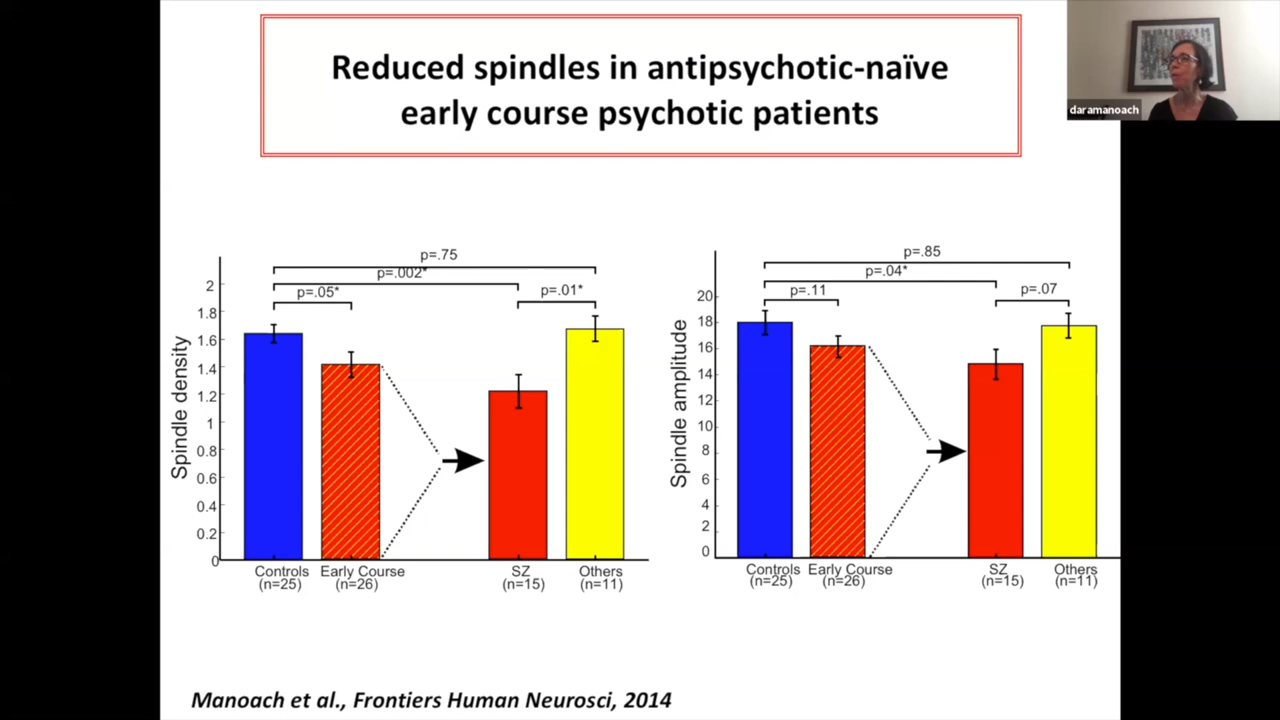 Reduced spindles in antipsychotic-naïve
early course psychotic patients
daramanoach
p=.75
p=.002*
p=.05*
p=.01*
Spindle density
2
1.8
1.6
1.4
1.2
1
0.8
0.6
0.4
0.2
0
Controls
(n=25)
Early Course
(n=26)
SZ
(n=15)
Others
(n=11)
p=.85
p=.04*
p=.11
p=.07
Spindle amplitude
20
18
16
14
12
10
8
6
4
2
0
Controls
(n=25)
Early Course
(n=26)
SZ
(n=15)
Others
(n=11)
Manoach et al., Frontiers Human Neurosci, 2014